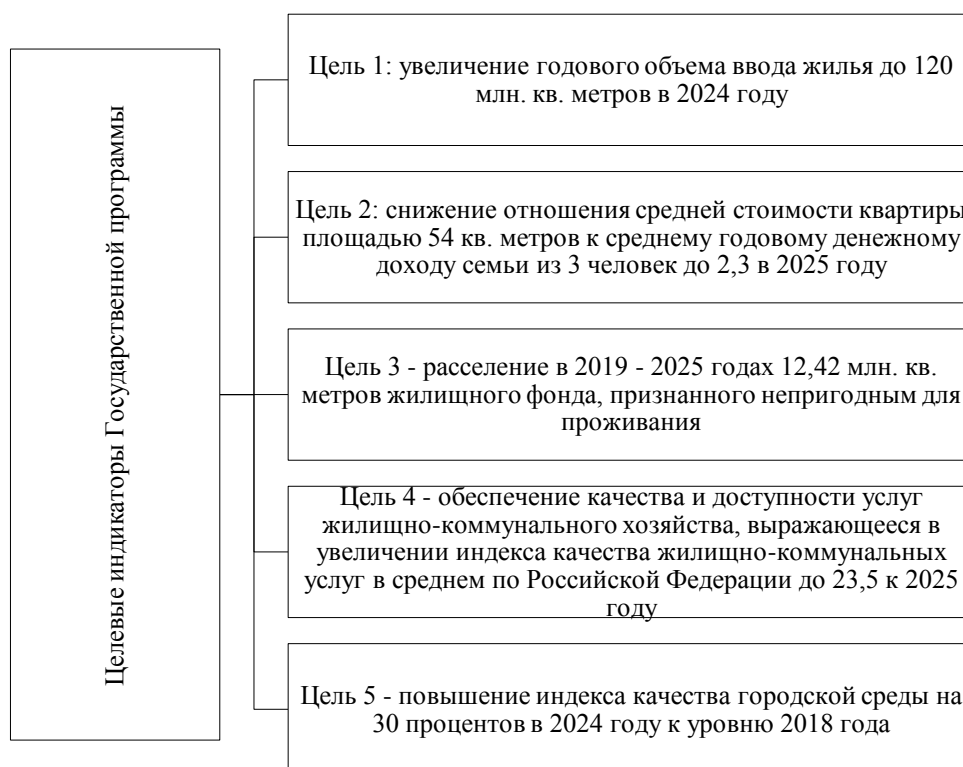 Целевые индикаторы Государственной программы
Цель 1: увеличение годового объема ввода жилья до 120
млн. кв. метров в 2024 году
Цель 2: снижение отношения средней стоимости квартиры
площадью 54 кв. метров к среднему годовому денежному
доходу семьи из 3 человек до 2,3 в 2025 году
Цель 3 - расселение в 2019 - 2025 годах 12,42 млн. кв.
метров жилищного фонда, признанного непригодным для
проживания
Цель 4 - обеспечение качества и доступности услуг
жилищно-коммунального хозяйства, выражающееся в
увеличении индекса качества жилищно-коммунальных
услуг в среднем по Российской Федерации до 23,5 к 2025
году
Цель 5 - повышение индекса качества городской среды на
30 процентов в 2024 году к уровню 2018 года